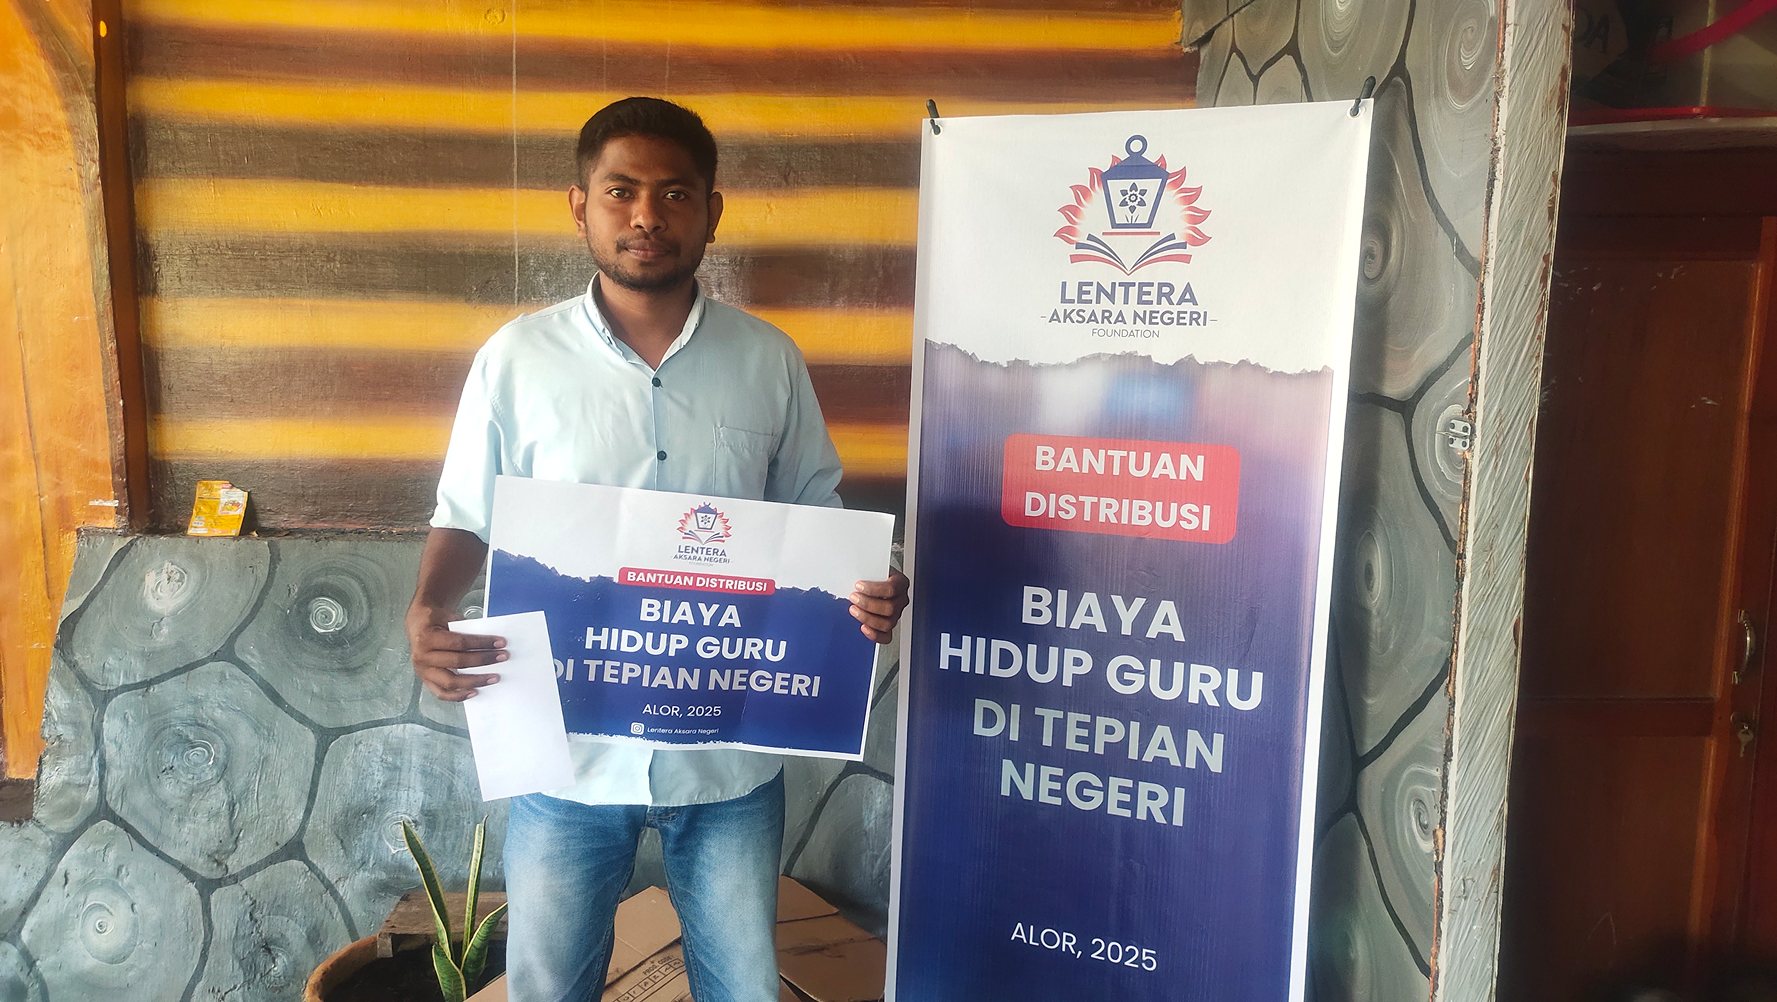 LENTERA
AKSARA NEGERI
FOUNDATION
BANTUAN DISTRIBUSI
BIAYA
HIDUP GURU
DI TEPIAN NEGERI
ALOR, 2025
Lentera Aksara Negeri
LENTERA
-AKSARA NEGERI-
FOUNDATION
BANTUAN
DISTRIBUSI
BIAYA
HIDUP GURU
DI TEPIAN
NEGERI
ALOR, 2025